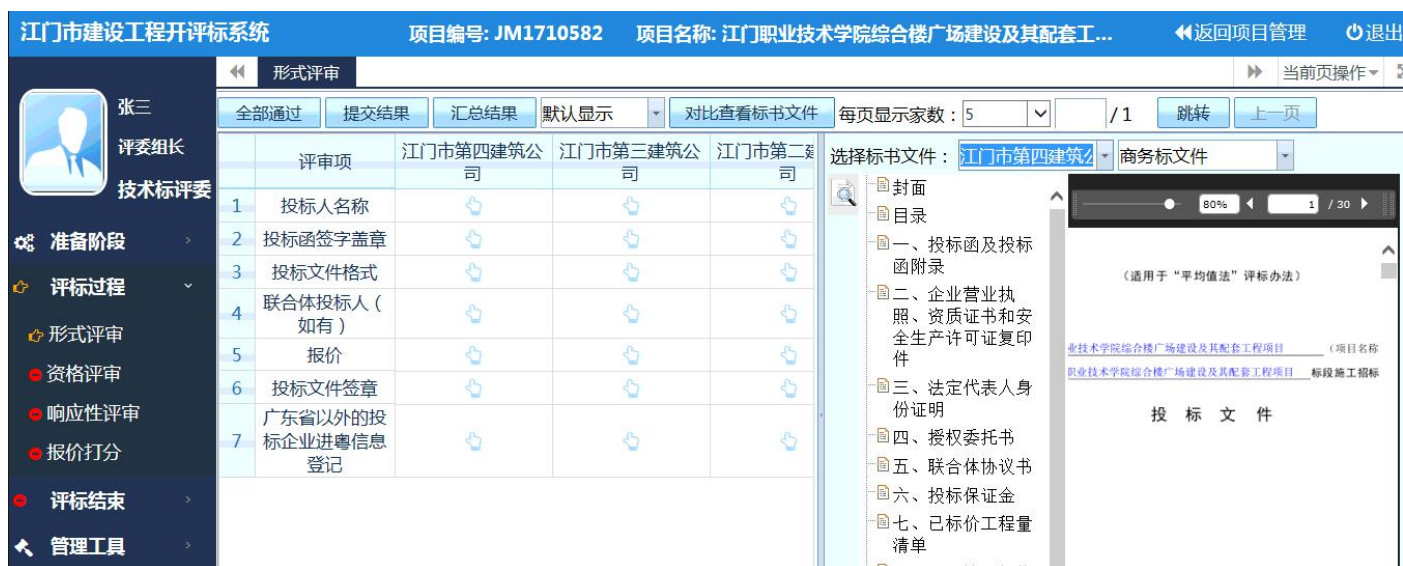 江门市建设工程开评标系统
项目编号: JM1710582
项目名称: 江门职业技术学院综合楼广场建设及其配套工...
返回项目管理
退出
张三
评委组长
技术标评委
准备阶段
评标过程
形式评审
资格评审
响应性评审
报价打分
评标结束
管理工具
形式评审
当前页操作
全部通过
提交结果
汇总结果
默认显示
对比查看标书文件
每页显示家数：5
/ 1
跳转
上一页
评审项
江门市第四建筑公
司
江门市第三建筑公
司
江门市第二建
司
1 投标人名称
2 投标函签字盖章
3 投标文件格式
4 联合体投标人（
如有）
5 报价
6 投标文件签章
7 广东省以外的投
标企业进粤信息
登记
选择标书文件：江门市第四建筑公
商务标文件
封面
目录
一、投标函及投标
函附录
二、企业营业执
照、资质证书和安
全生产许可证复印
件
三、法定代表人身
份证明
四、授权委托书
五、联合体协议书
六、投标保证金
七、已标价工程量
清单
80%
1 / 30
（适用于“平均值法”评标办法）
业技术学院综合楼广场建设及其配套工程项目 （项目名称
职业技术学院综合楼广场建设及其配套工程项目 标段施工招标
投 标 文 件